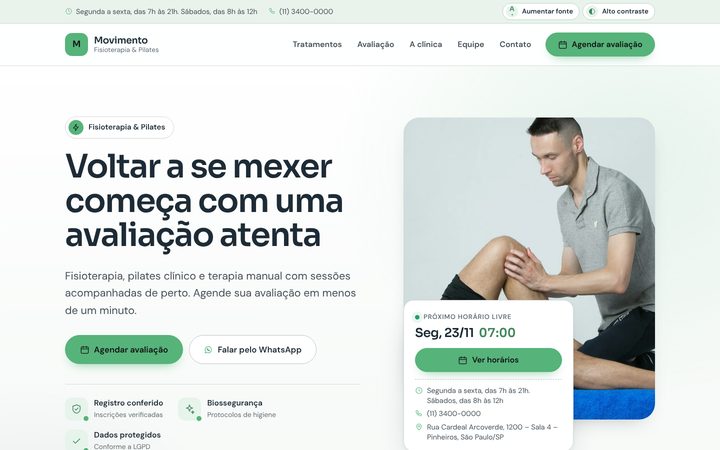 Segunda a sexta, das 7h às 21h. Sábados, das 8h às 12h
(11) 3400-0000
A
Aumentar fonte
Alto contraste
M
Movimento
Fisioterapia & Pilates
Tratamentos
Avaliação
A clínica
Equipe
Contato
Agendar avaliação
Fisioterapia & Pilates
Voltar a se mexer
começa com uma
avaliação atenta
Fisioterapia, pilates clínico e terapia manual com sessões
acompanhadas de perto. Agende sua avaliação em menos
de um minuto.
Agendar avaliação
Falar pelo WhatsApp
Registro conferido
Inscrições verificadas
Biossegurança
Protocolos de higiene
Dados protegidos
Conforme a LGPD
PRÓXIMO HORÁRIO LIVRE
Seg, 23/11 07:00
Ver horários
Segunda a sexta, das 7h às 21h.
Sábados, das 8h às 12h
(11) 3400-0000
Rua Cardeal Arcoverde, 1200 – Sala 4 –
Pinheiros, São Paulo/SP